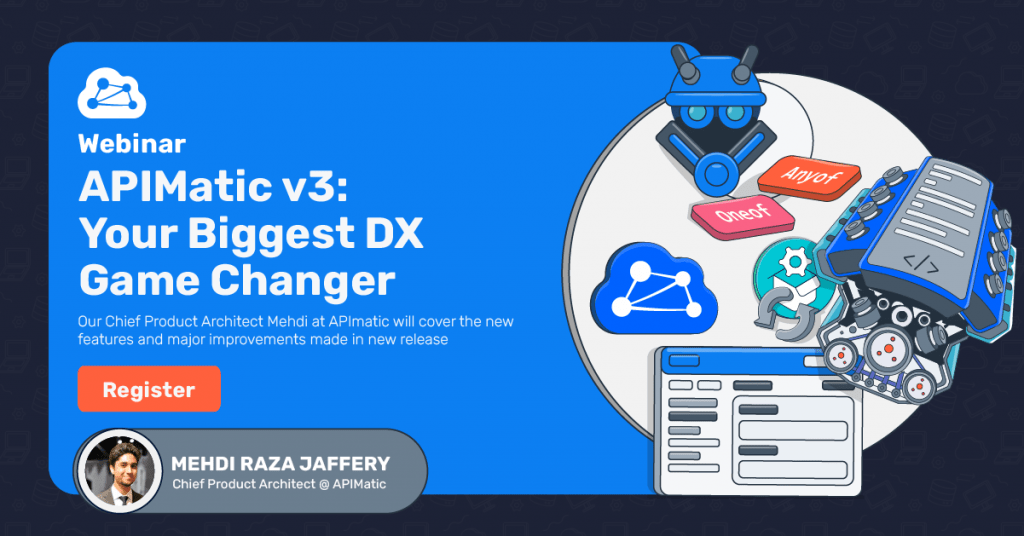 Webinar
APIMatic v3:
Your Biggest DX
Game Changer
Our Chief Product Architect Mehdi at APImatic will cover the new
features and major improvements made in new release
Register
MEHDI RAZA JAFFERY
Chief Product Architect @ APIMatic
Anyof
Oneof
</>